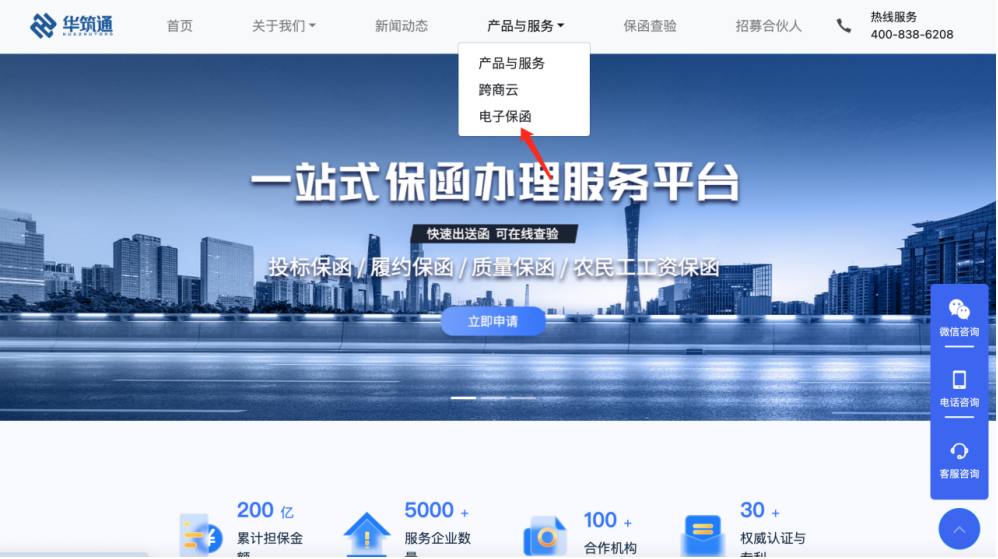 华筑通
HUAZHUTONG
首页
关于我们
新闻动态
产品与服务
保函查验
招募合伙人
热线服务
400-838-6208
产品与服务
跨商云
电子保函
一站式保函办理服务平台
快速出送函 可在线查验
投标保函 / 履约保函 / 质量保函 / 农民工工资保函
立即申请
微信咨询
电话咨询
客服咨询
200 亿
累计担保金
额
5000 +
服务企业数
量
100 +
合作机构
30 +
权威认证与
专利